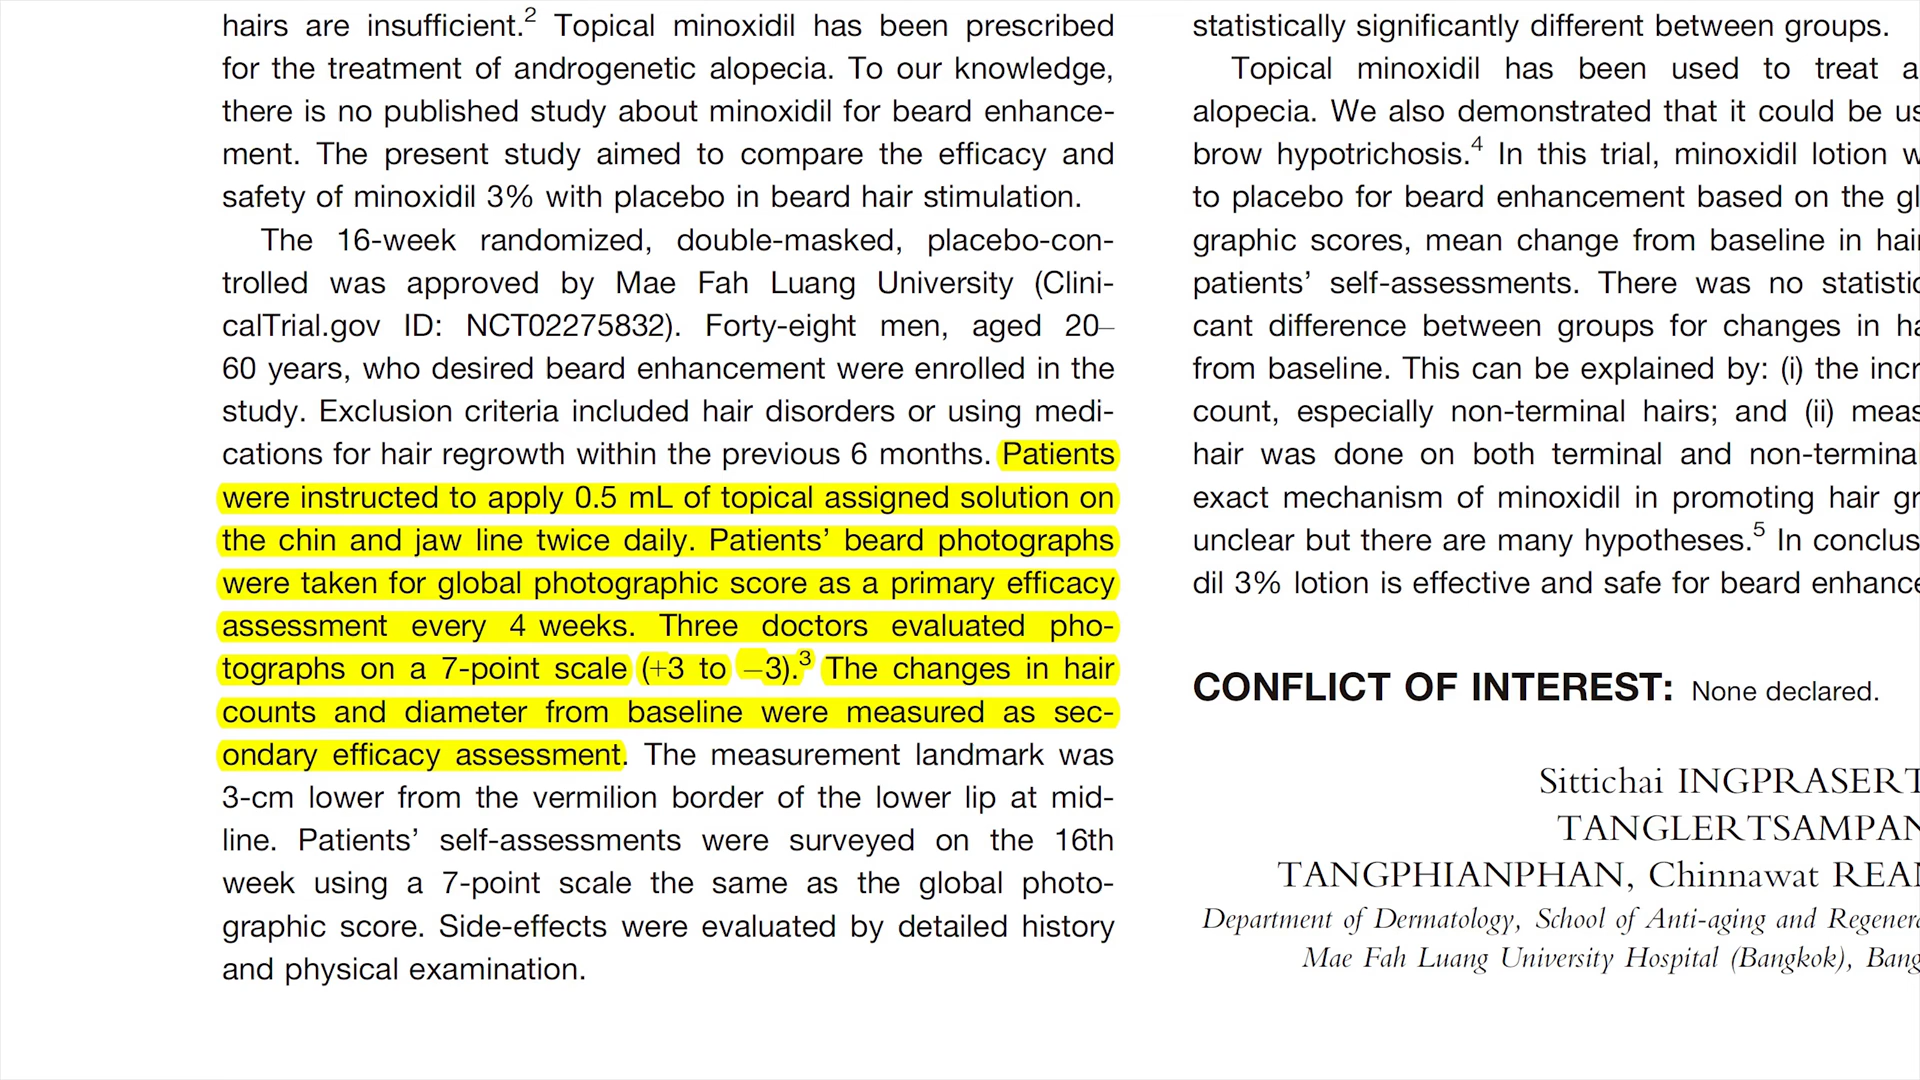 hairs are insufficient.2 Topical minoxidil has been prescribed
for the treatment of androgenetic alopecia. To our knowledge,
there is no published study about minoxidil for beard enhance-
ment. The present study aimed to compare the efficacy and
safety of minoxidil 3% with placebo in beard hair stimulation.
The 16-week randomized, double-masked, placebo-con-
trolled was approved by Mae Fah Luang University (Clini-
calTrial.gov ID: NCT02275832). Forty-eight men, aged 20–
60 years, who desired beard enhancement were enrolled in the
study. Exclusion criteria included hair disorders or using medi-
cations for hair regrowth within the previous 6 months. Patients
were instructed to apply 0.5 mL of topical assigned solution on
the chin and jaw line twice daily. Patients’ beard photographs
were taken for global photographic score as a primary efficacy
assessment every 4 weeks. Three doctors evaluated pho-
tographs on a 7-point scale (+3 to −3).3 The changes in hair
counts and diameter from baseline were measured as sec-
ondary efficacy assessment. The measurement landmark was
3-cm lower from the vermilion border of the lower lip at mid-
line. Patients’ self-assessments were surveyed on the 16th
week using a 7-point scale the same as the global photo-
graphic score. Side-effects were evaluated by detailed history
and physical examination.
statistically significantly different between groups.
Topical minoxidil has been used to treat a
alopecia. We also demonstrated that it could be us
brow hypotrichosis.4 In this trial, minoxidil lotion w
to placebo for beard enhancement based on the gl
graphic scores, mean change from baseline in hair
patients’ self-assessments. There was no statistic
cant difference between groups for changes in ha
from baseline. This can be explained by: (i) the incr
count, especially non-terminal hairs; and (ii) meas
hair was done on both terminal and non-terminal
exact mechanism of minoxidil in promoting hair gr
unclear but there are many hypotheses.5 In conclus
dil 3% lotion is effective and safe for beard enhance
CONFLICT OF INTEREST: None declared.
Sittichai INGPRASERT
TANGLERTSAMPAN
TANGPHIANPHAN, Chinnawat REAN
Department of Dermatology, School of Anti-aging and Regenera
Mae Fah Luang University Hospital (Bangkok), Bang